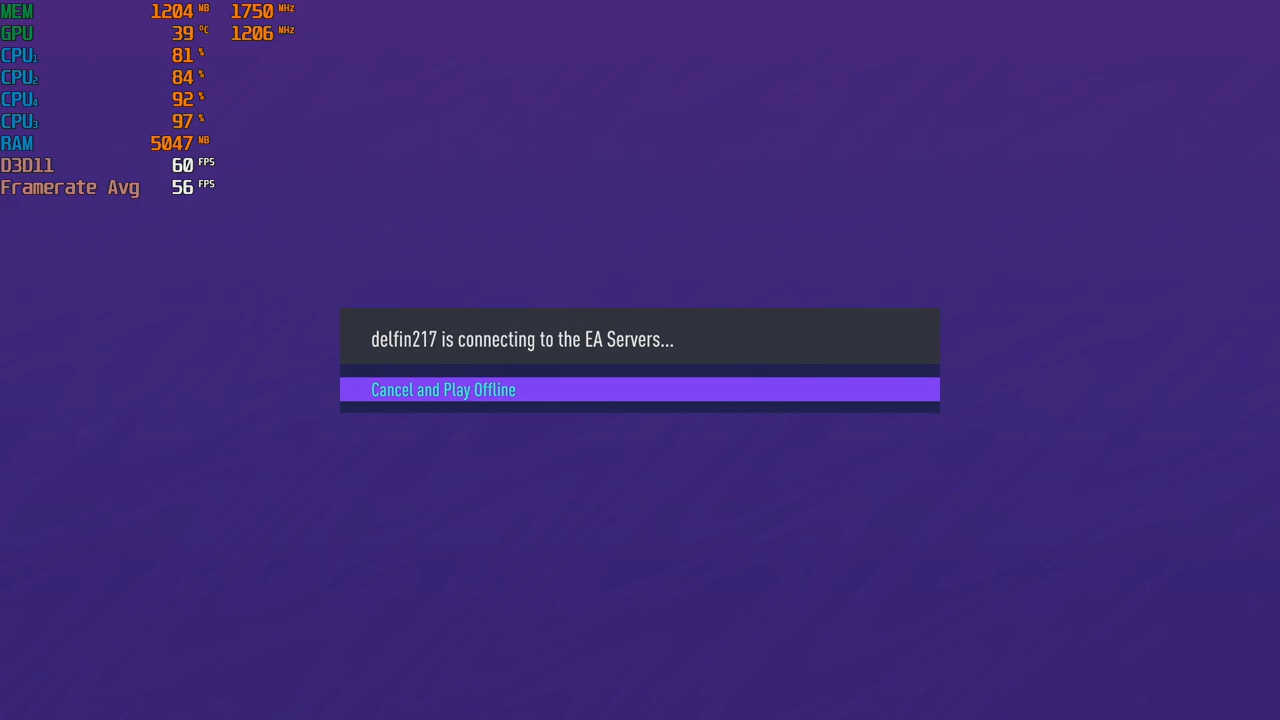 MEM 1204 MB 1750 MHz
GPU 39 °C 1206 MHz
CPU1 81 %
CPU2 84 %
CPU4 92 %
CPU3 97 %
RAM 5047 MB
D3D11 60 FPS
Framerate Avg 56 FPS
delfin217 is connecting to the EA Servers...
Cancel and Play Offline